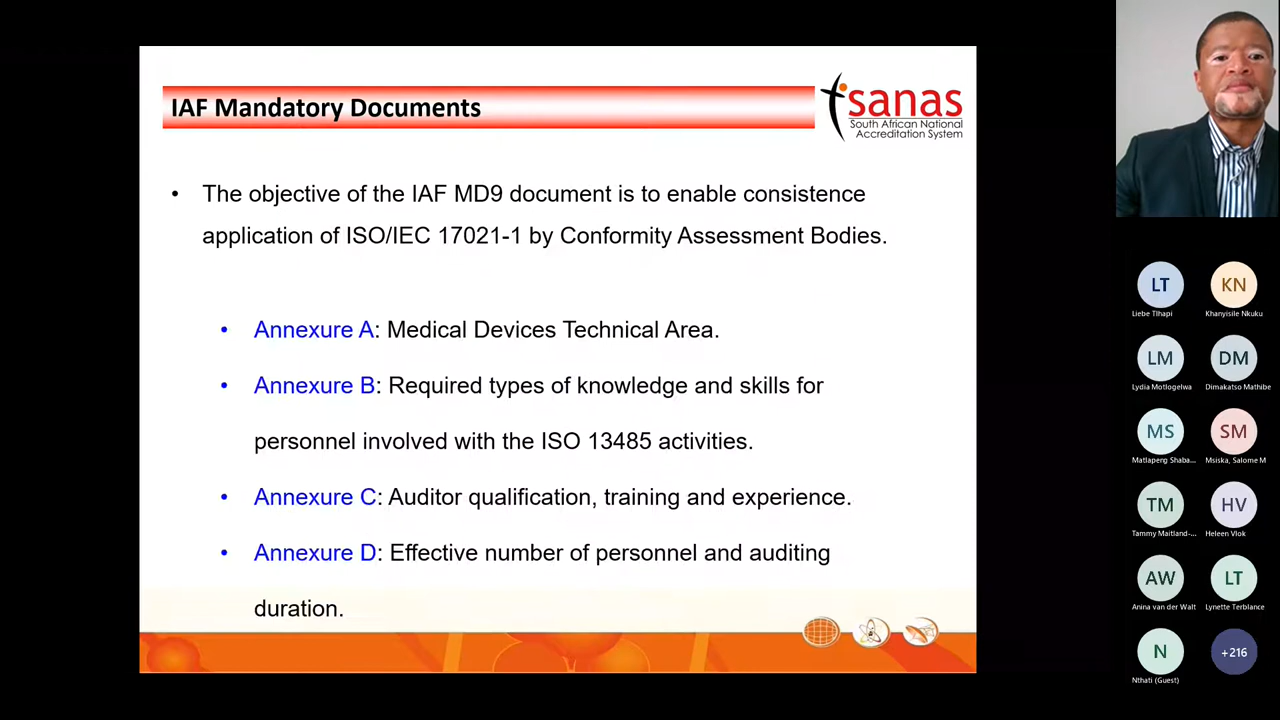 IAF Mandatory Documents
sanas
South African National
Accreditation System
• The objective of the IAF MD9 document is to enable consistence
application of ISO/IEC 17021-1 by Conformity Assessment Bodies.
• Annexure A: Medical Devices Technical Area.
• Annexure B: Required types of knowledge and skills for
personnel involved with the ISO 13485 activities.
• Annexure C: Auditor qualification, training and experience.
• Annexure D: Effective number of personnel and auditing
duration.
LT
Liebe Tlhapi
KN
Khanyisile Nkuku
LM
Lydia Motlogelwa
DM
Dimakatso Mathibe
MS
Matlapeng Shaba...
SM
Msiska, Salome M
TM
Tammy Maitland-...
HV
Heleen Vlok
AW
Anina van der Walt
LT
Lynette Terblance
N
Nthati (Guest)
+216